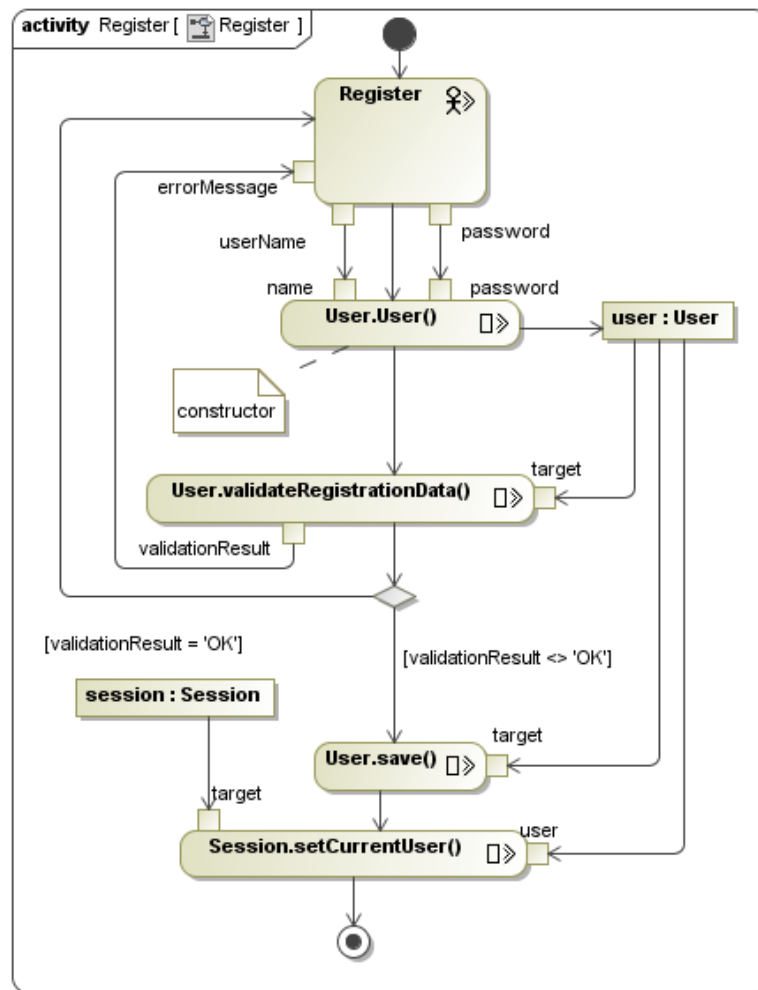 activity Register [ Register ]
Register
errorMessage
userName
password
name
password
User.User()
user : User
constructor
target
User.validateRegistrationData()
validationResult
[validationResult = 'OK']
[validationResult <> 'OK']
session : Session
target
User.save()
target
user
Session.setCurrentUser()